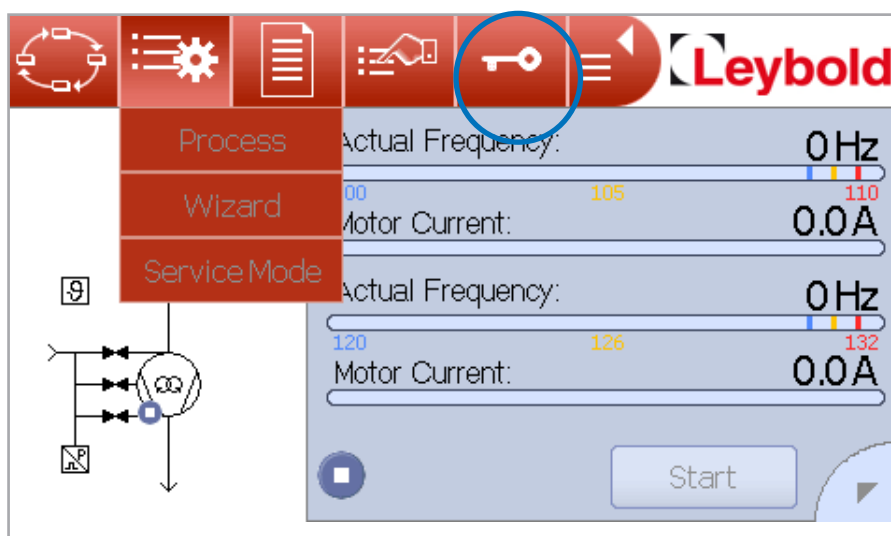 Leybold
Process
Wizard
Service Mode
Actual Frequency:
0 Hz
00
105
110
Motor Current:
0.0 A
Actual Frequency:
0 Hz
120
126
132
Motor Current:
0.0 A
Start
ϑ
P